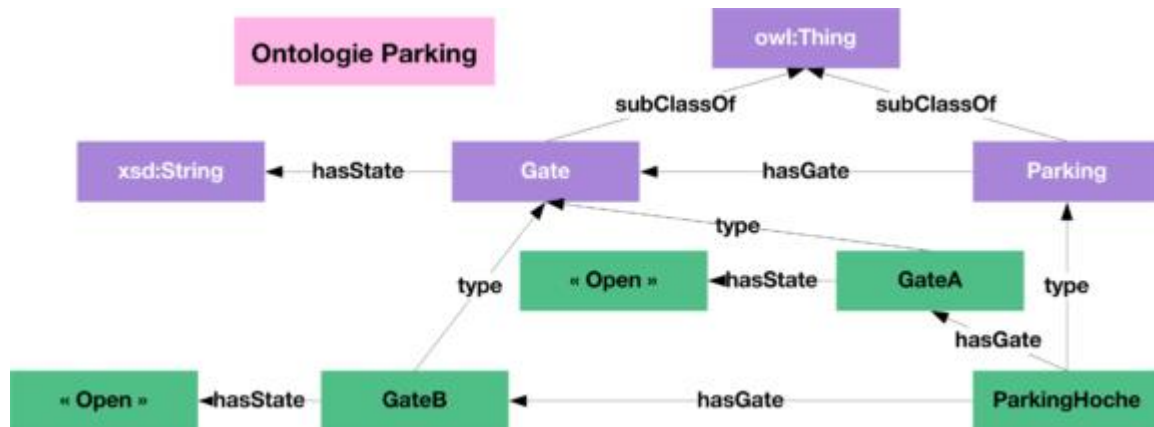 owl:Thing
Ontologie Parking
subClassOf subClassOf
xsd:String hasState Gate hasGate Parking
type
type « Open » hasState GateA type
hasGate
« Open » hasState GateB hasGate ParkingHoche